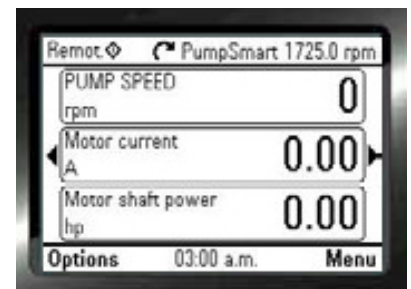 Remot. PumpSmart 1725.0 rpm
PUMP SPEED
rpm
0
Motor current
A
0.00
Motor shaft power
hp
0.00
Options 03:00 a.m. Menu